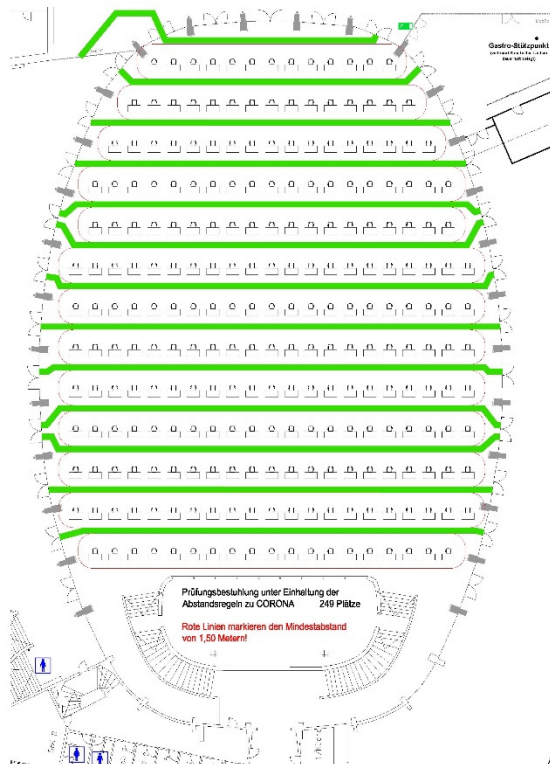 Gastro-Stützpunkt
Prüfungsbestuhlung unter Einhaltung der
Abstandsregeln zu CORONA 249 Plätze
Rote Linien markieren den Mindestabstand
von 1,50 Metern!